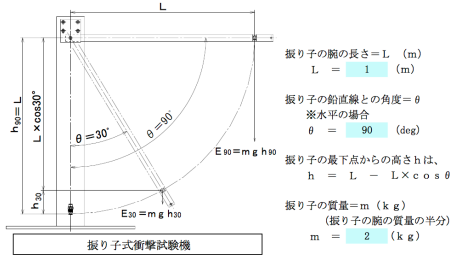 L
h90=L
L×cos30°
h30
θ=30°
θ=90°
E90=mgh90
E30=mgh30
振り子式衝撃試験機
振り子の腕の長さ=L (m)
L = 1 (m)
振り子の鉛直線との角度=θ
※水平の場合
θ = 90 (deg)
振り子の最下点からの高さhは、
h = L － L×cosθ
振り子の質量=m (kg)
(振り子の腕の質量の半分)
m = 2 (kg)